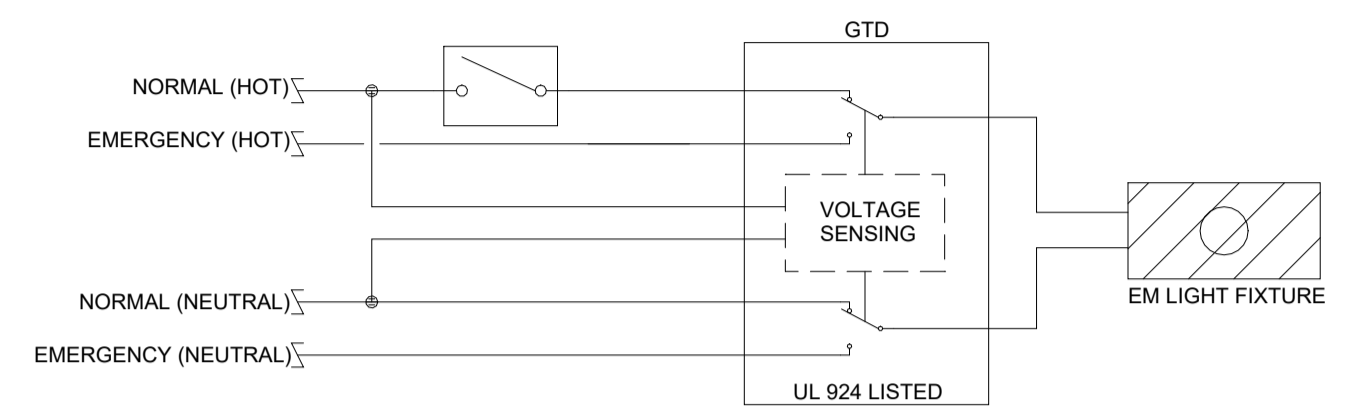 GTD
NORMAL (HOT)
EMERGENCY (HOT)
VOLTAGE
SENSING
NORMAL (NEUTRAL)
EM LIGHT FIXTURE
EMERGENCY (NEUTRAL)
UL 924 LISTED